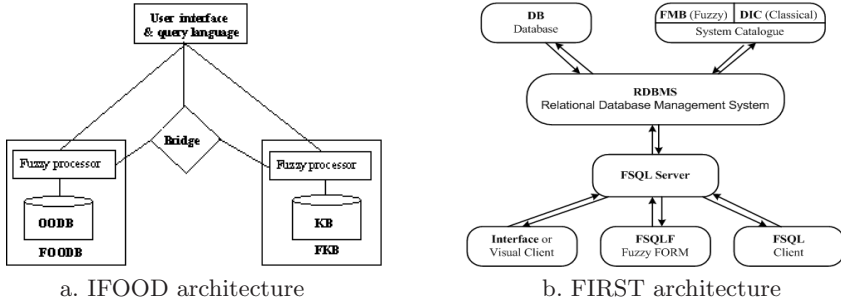 User interface
& query language
Bridge
Fuzzy processor
OODB
FOODB
Fuzzy processor
KB
FKB
a. IFOOD architecture
DB
Database
FMB (Fuzzy) DIC (Classical)
System Catalogue
RDBMS
Relational Database Management System
FSQL Server
Interface or
Visual Client
FSQLF
Fuzzy FORM
FSQL
Client
b. FIRST architecture